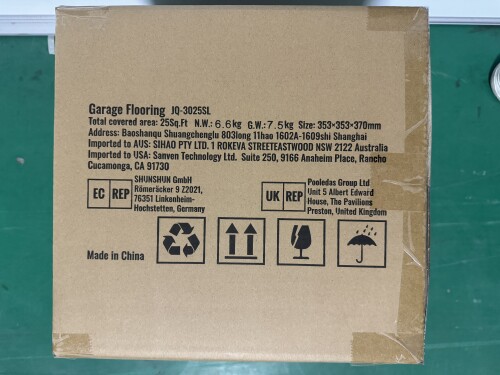 Garage Flooring JQ-3025SL
Total covered area: 25Sq.Ft N.W.: 6.6kg G.W.: 7.5kg Size: 353×353×370mm
Address: Baoshanqu Shuangchenglu 803long 11hao 1602A-1609shi Shanghai
Imported to AUS: SIHAO PTY LTD. 1 ROKEVA STREETEASTWOOD NSW 2122 Australia
Imported to USA: Sanven Technology Ltd. Suite 250, 9166 Anaheim Place, Rancho
Cucamonga, CA 91730
EC REP
SHUNSHUN GmbH
Römeräcker 9 Z2021,
76351 Linkenheim-
Hochstetten, Germany
UK REP
Pooledas Group Ltd
Unit 5 Albert Edward
House, The Pavilions
Preston, United Kingdom
Made in China